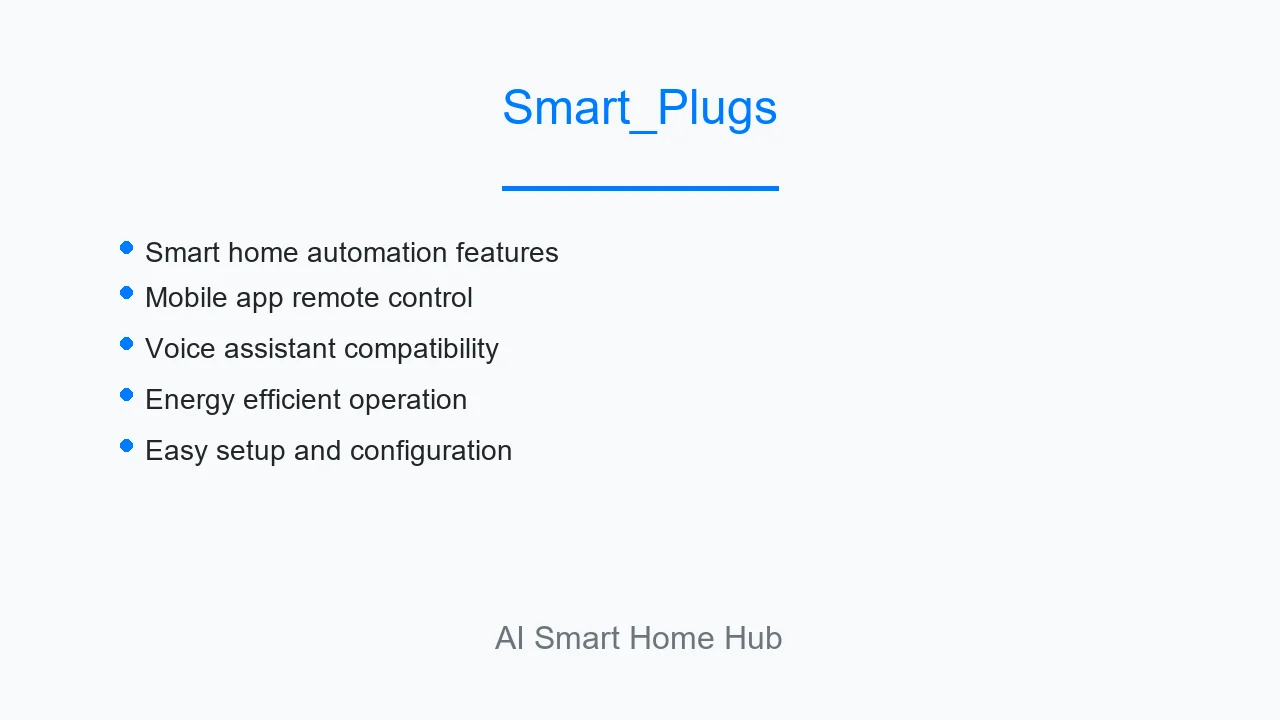 Smart_Plugs
Smart home automation features
Mobile app remote control
Voice assistant compatibility
Energy efficient operation
Easy setup and configuration
AI Smart Home Hub